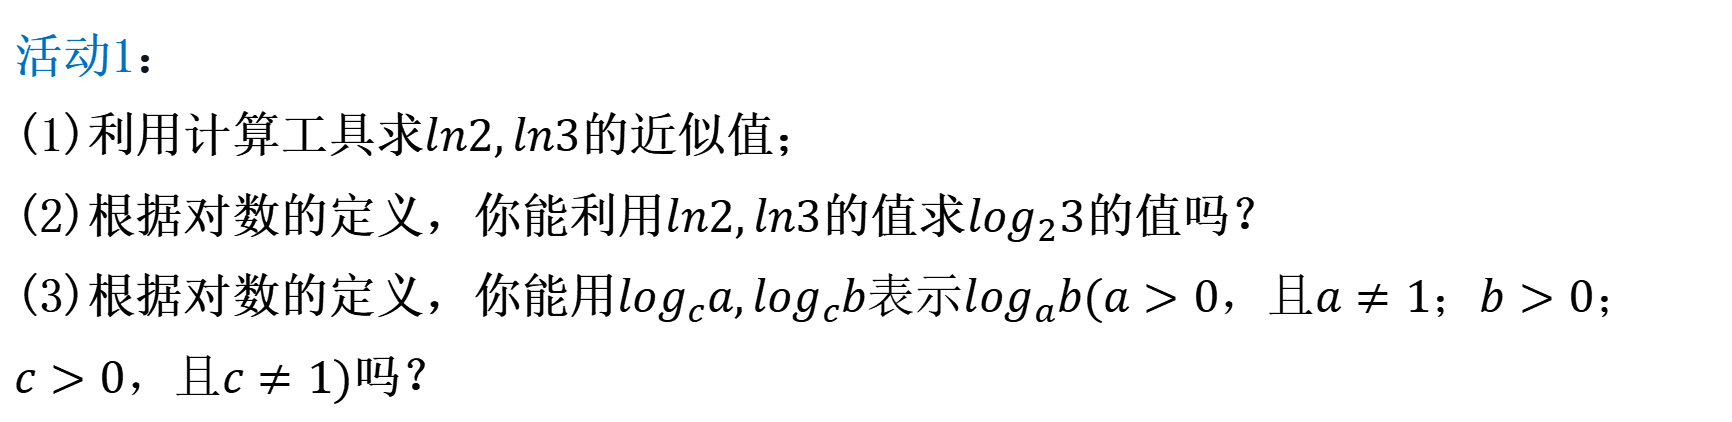 活动1：
(1)利用计算工具求ln2,ln3的近似值；
(2)根据对数的定义，你能利用ln2,ln3的值求log₂3的值吗？
(3)根据对数的定义，你能用log_c a,log_c b表示log_a b(a > 0，且a ≠ 1；b > 0；
c > 0，且c ≠ 1)吗？